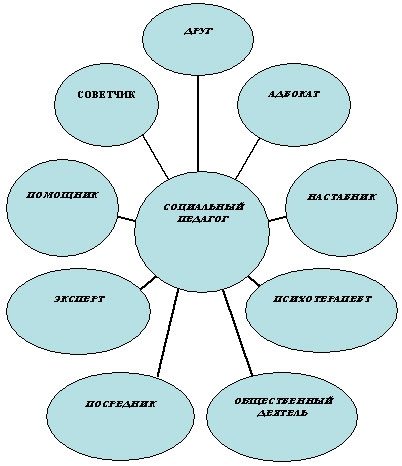 ДРУГ
СОВЕТЧИК
АДВОКАТ
ПОМОЩНИК
СОЦИАЛЬНЫЙ
ПЕДАГОГ
НАСТАВНИК
ЭКСПЕРТ
ПСИХОТЕРАПЕВТ
ПОСРЕДНИК
ОБЩЕСТВЕННЫЙ
ДЕЯТЕЛЬ